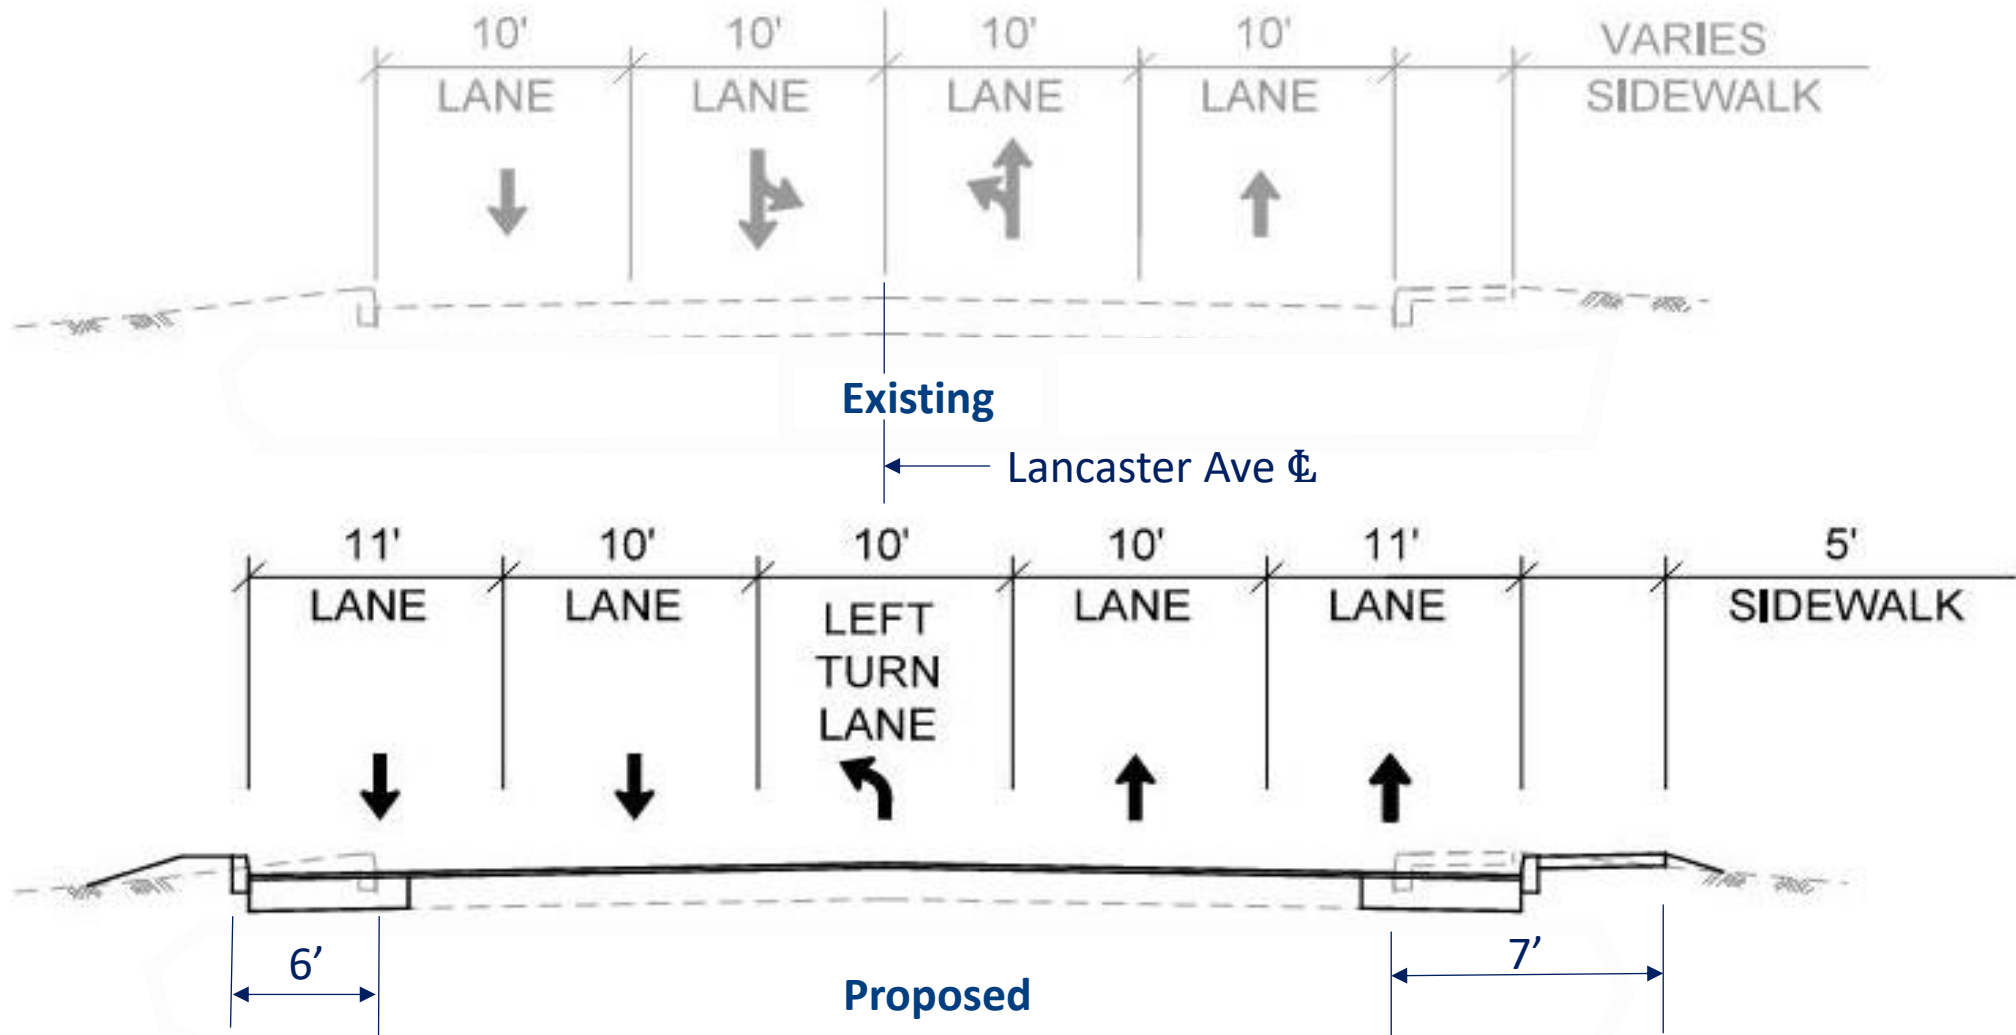 10' 10' 10' 10' VARIES
LANE LANE LANE LANE SIDEWALK
Existing
Lancaster Ave ℄
11' 10' 10' 10' 11' 5'
LANE LANE LEFT TURN LANE LANE LANE SIDEWALK
6’ 7’
Proposed